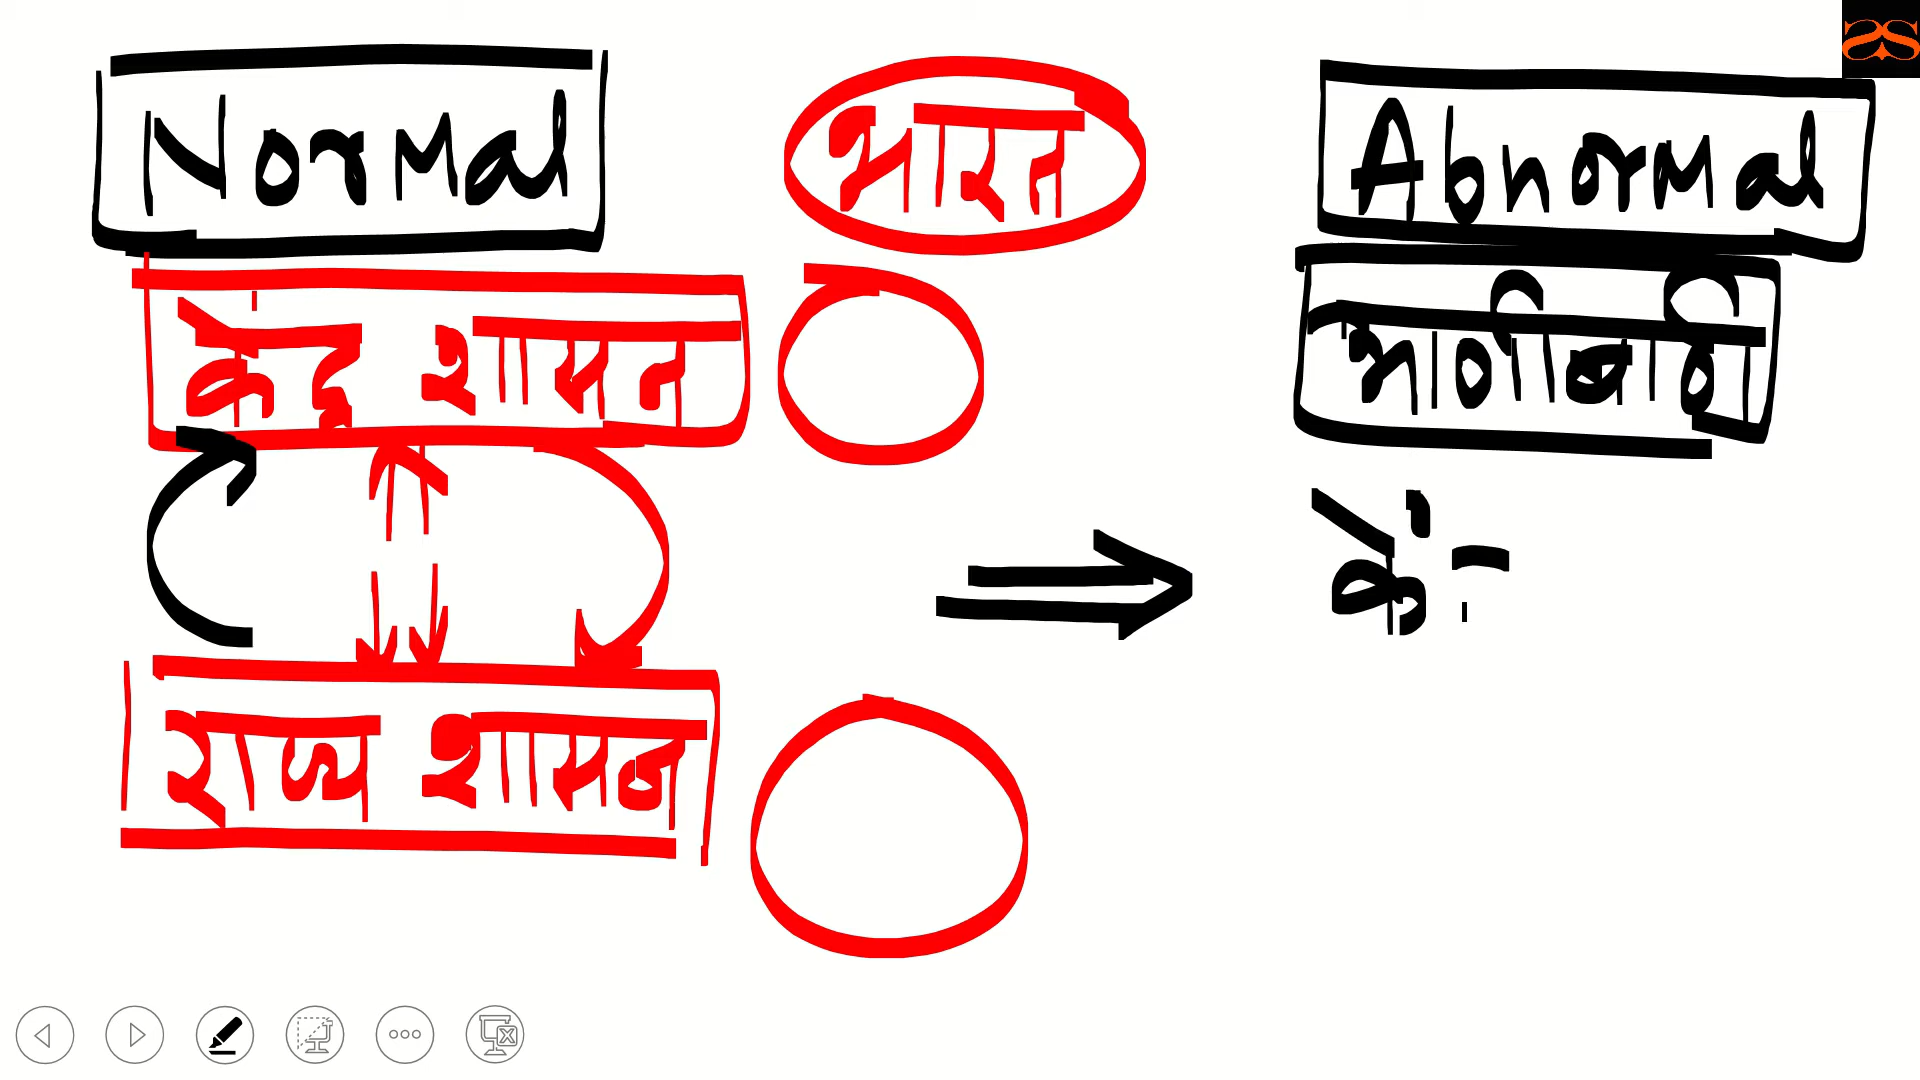 Normal
भारत
Abnormal
केंद्र शासन
आणीबाणी
कें
राज्य शासन